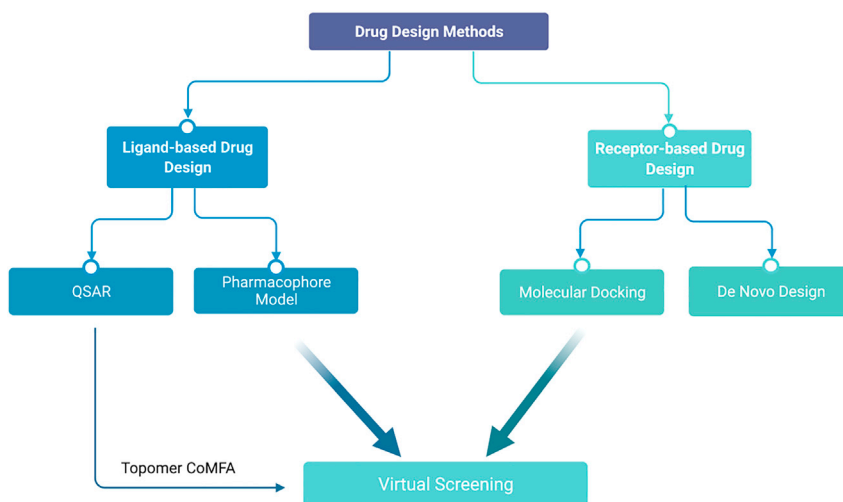 Drug Design Methods
Ligand-based Drug
Design
Receptor-based Drug
Design
QSAR
Pharmacophore
Model
Molecular Docking
De Novo Design
Topomer CoMFA
Virtual Screening